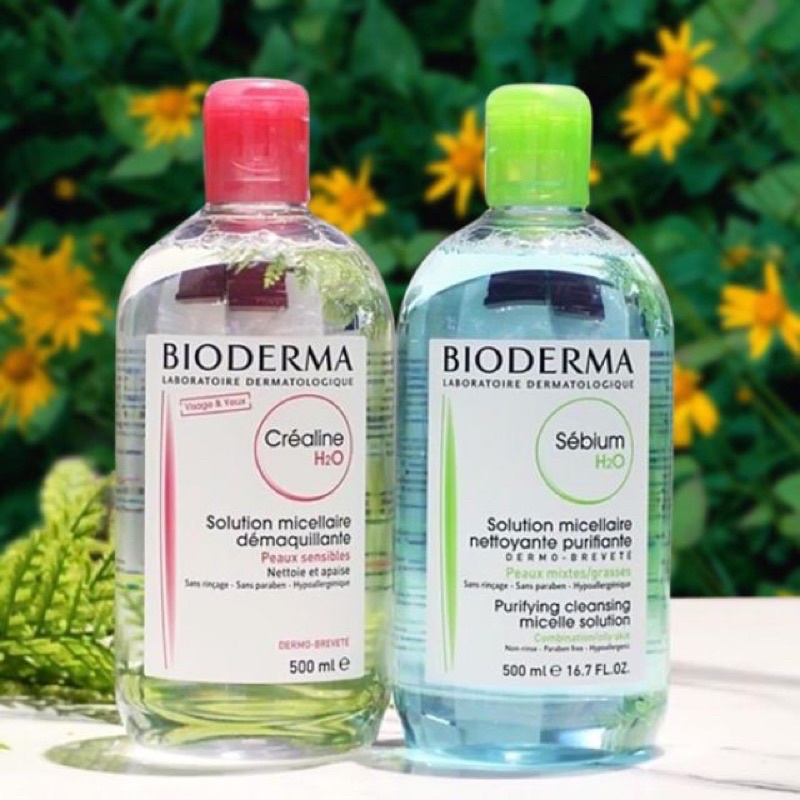 BIODERMA
LABORATOIRE DERMATOLOGIQUE
Visage & Yeux
Créaline
H2O
Solution micellaire
démaquillante
Peaux sensibles
Nettoie et apaise
Sans rinçage - Sans paraben - Hypoallergénique
DERMO-BREVETÉ
500 ml e
BIODERMA
LABORATOIRE DERMATOLOGIQUE
Sébium
H2O
Solution micellaire
nettoyante purifiante
DERMO-BREVETÉ
Peaux mixtes/grasses
Sans rinçage - Sans paraben - Hypoallergénique
Purifying cleansing
micelle solution
Combination/oily skin
Non-rinse - Paraben free - Hypoallergenic
500 ml e 16.7 FL.OZ.